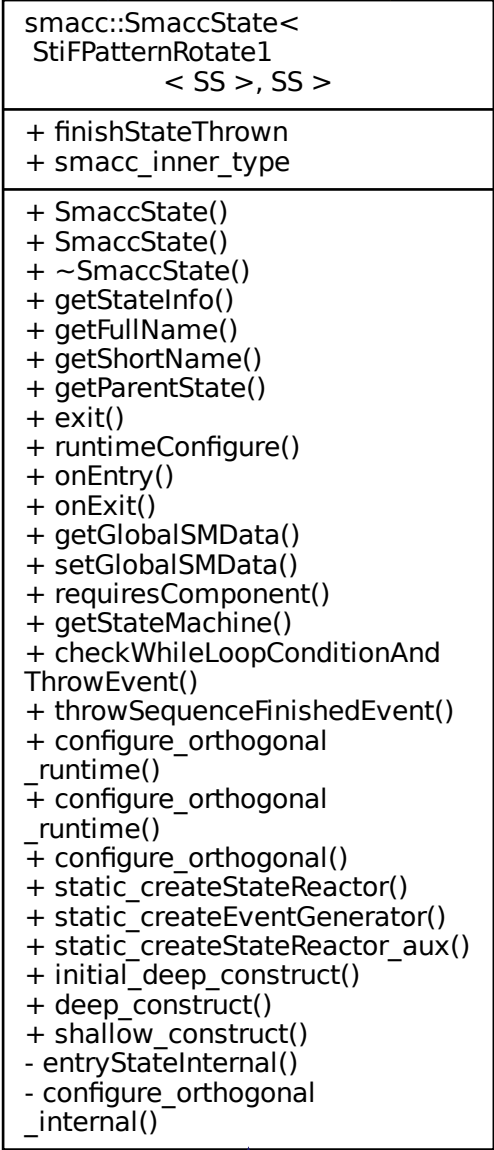 smacc::SmaccState<
StiFPatternRotate1
< SS >, SS >
+ finishStateThrown
+ smacc_inner_type
+ SmaccState()
+ SmaccState()
+ ~SmaccState()
+ getStateInfo()
+ getFullName()
+ getShortName()
+ getParentState()
+ exit()
+ runtimeConfigure()
+ onEntry()
+ onExit()
+ getGlobalSMData()
+ setGlobalSMData()
+ requiresComponent()
+ getStateMachine()
+ checkWhileLoopConditionAnd
ThrowEvent()
+ throwSequenceFinishedEvent()
+ configure_orthogonal
_runtime()
+ configure_orthogonal
_runtime()
+ configure_orthogonal()
+ static_createStateReactor()
+ static_createEventGenerator()
+ static_createStateReactor_aux()
+ initial_deep_construct()
+ deep_construct()
+ shallow_construct()
- entryStateInternal()
- configure_orthogonal
_internal()